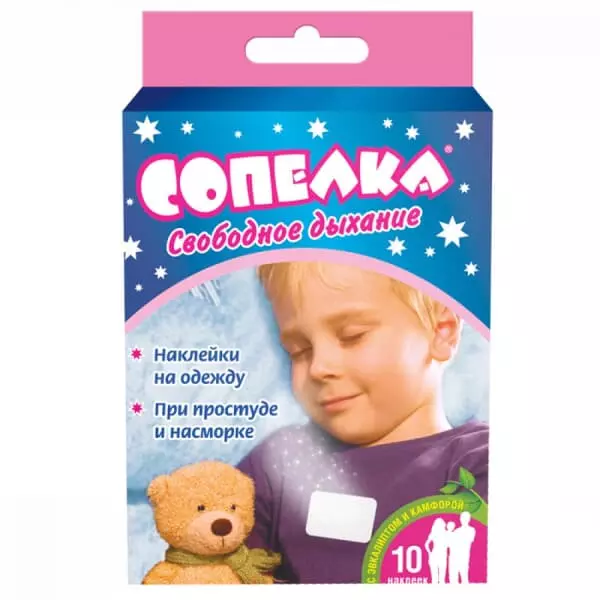 СОПЕЛКА®
Свободное дыхание
Наклейки
на одежду
При простуде
и насморке
С ЭВКАЛИПТОМ И КАМФОРОЙ
10
наклеек